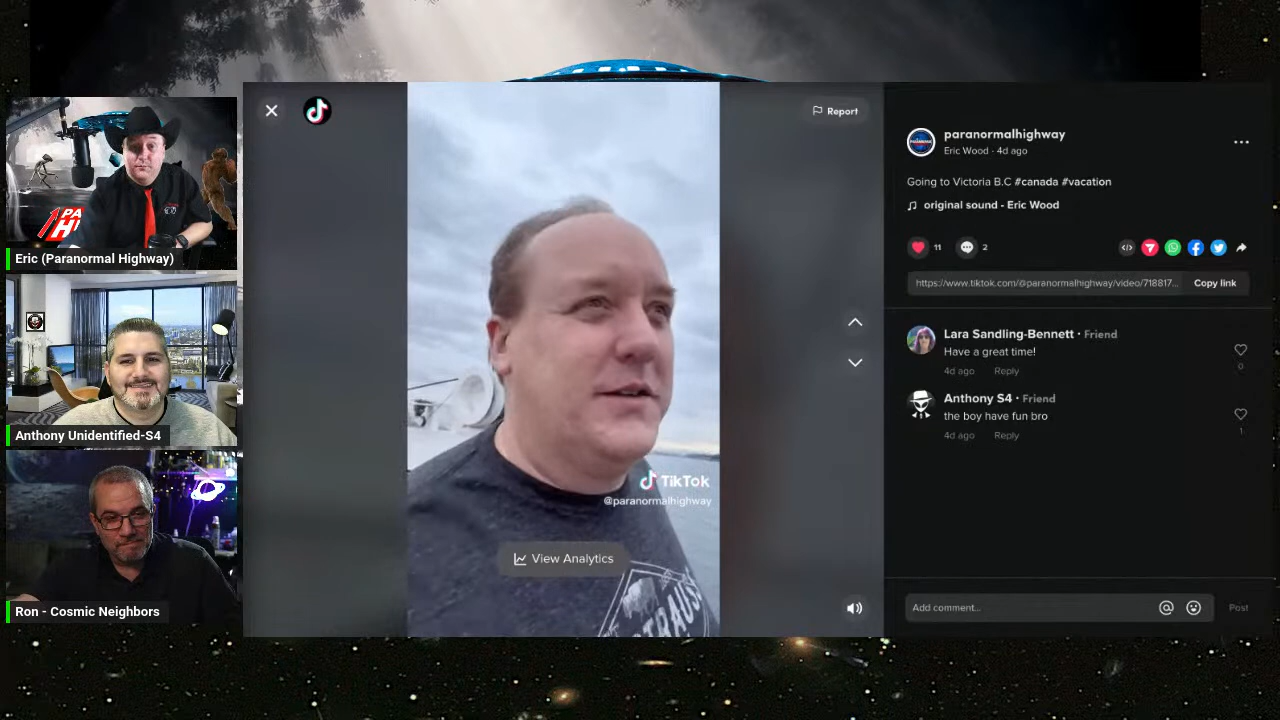 PA
H
Eric (Paranormal Highway)
Anthony Unidentified-S4
Ron - Cosmic Neighbors
Report
TikTok
@paranormalhighway
View Analytics
TRAUS
paranormalhighway
Eric Wood · 4d ago
Going to Victoria B.C #canada #vacation
original sound - Eric Wood
11
2
https://www.tiktok.com/@paranormalhighway/video/718817...
Copy link
Lara Sandling-Bennett · Friend
Have a great time!
4d ago
Reply
0
Anthony S4 · Friend
the boy have fun bro
4d ago
Reply
1
Add comment...
Post